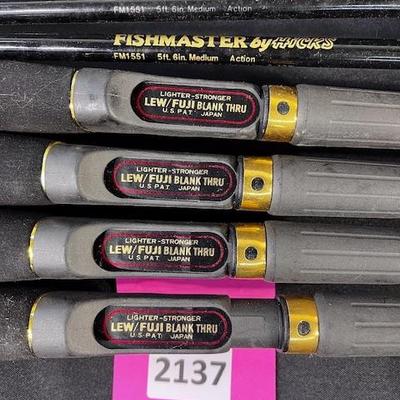 FM1551 5ft. 6in. Medium Action
FISHMASTER by HICKS
FM1551 5ft. 6in. Medium Action
LIGHTER-STRONGER
LEW/FUJI BLANK THRU
U.S. PAT. JAPAN
LIGHTER-STRONGER
LEW/FUJI BLANK THRU
U.S. PAT. JAPAN
LIGHTER-STRONGER
LEW/FUJI BLANK THRU
U.S. PAT. JAPAN
LIGHTER-STRONGER
LEW/FUJI BLANK THRU
U.S. PAT. JAPAN
2137